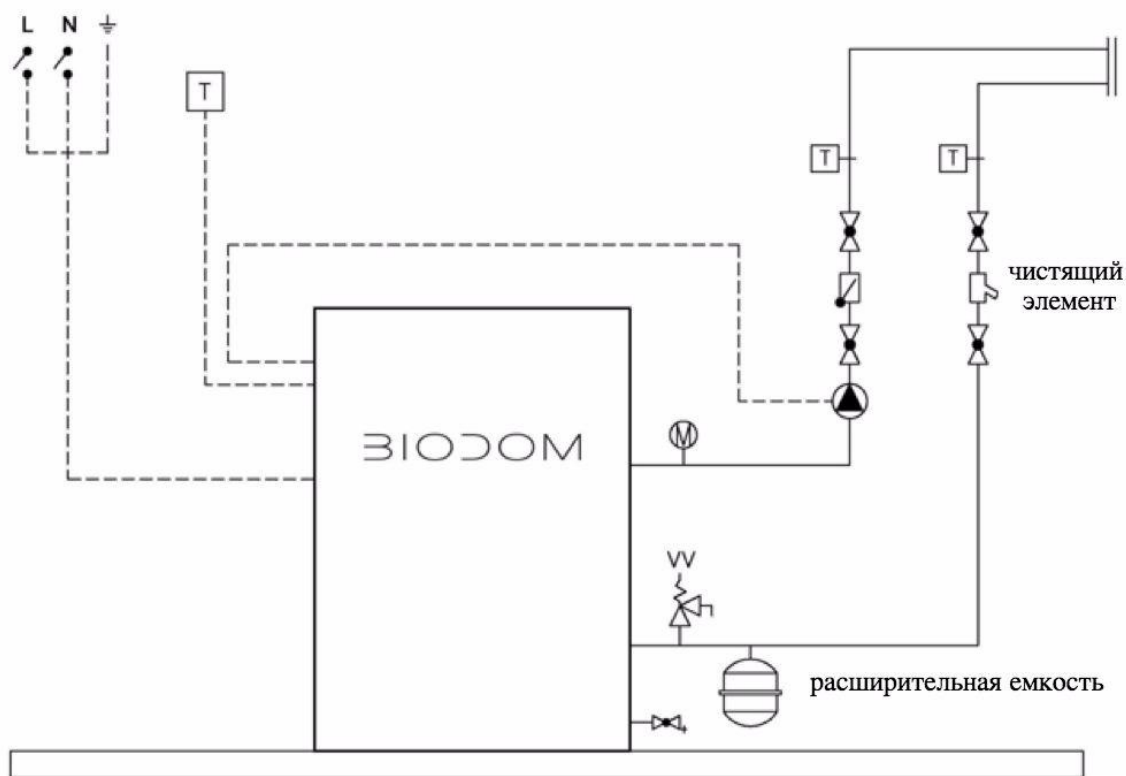 L N
T
T T
чистящий
элемент
BIODOM
M
VV
расширительная емкость